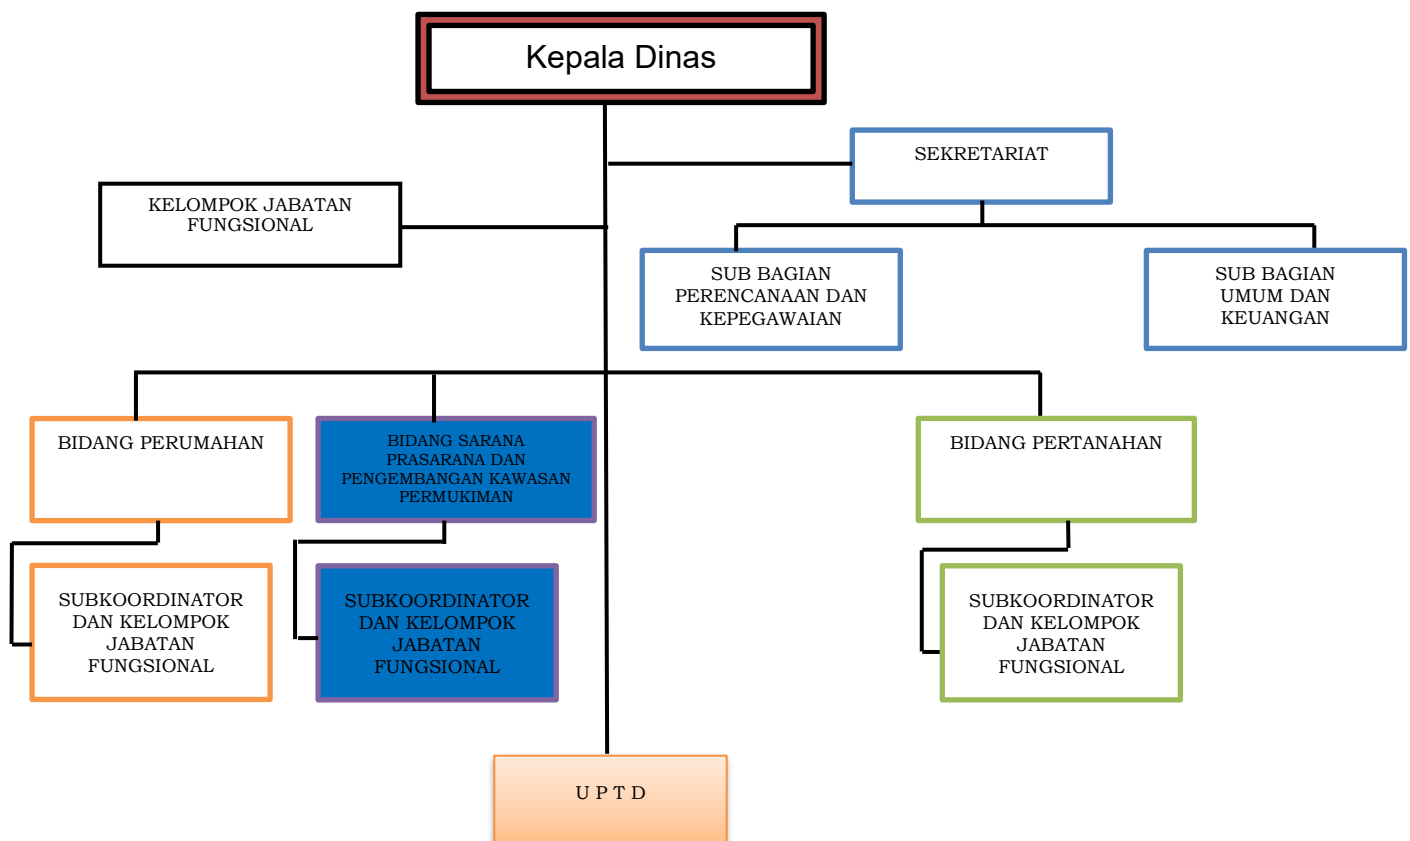 Kepala Dinas
SEKRETARIAT
KELOMPOK JABATAN
FUNGSIONAL
SUB BAGIAN
PERENCANAAN DAN
KEPEGAWAIAN
SUB BAGIAN
UMUM DAN
KEUANGAN
BIDANG PERUMAHAN
BIDANG SARANA
PRASARANA DAN
PENGEMBANGAN KAWASAN
PERMUKIMAN
BIDANG PERTANAHAN
SUBKOORDINATOR
DAN KELOMPOK
JABATAN
FUNGSIONAL
SUBKOORDINATOR
DAN KELOMPOK
JABATAN
FUNGSIONAL
SUBKOORDINATOR
DAN KELOMPOK
JABATAN
FUNGSIONAL
U P T D